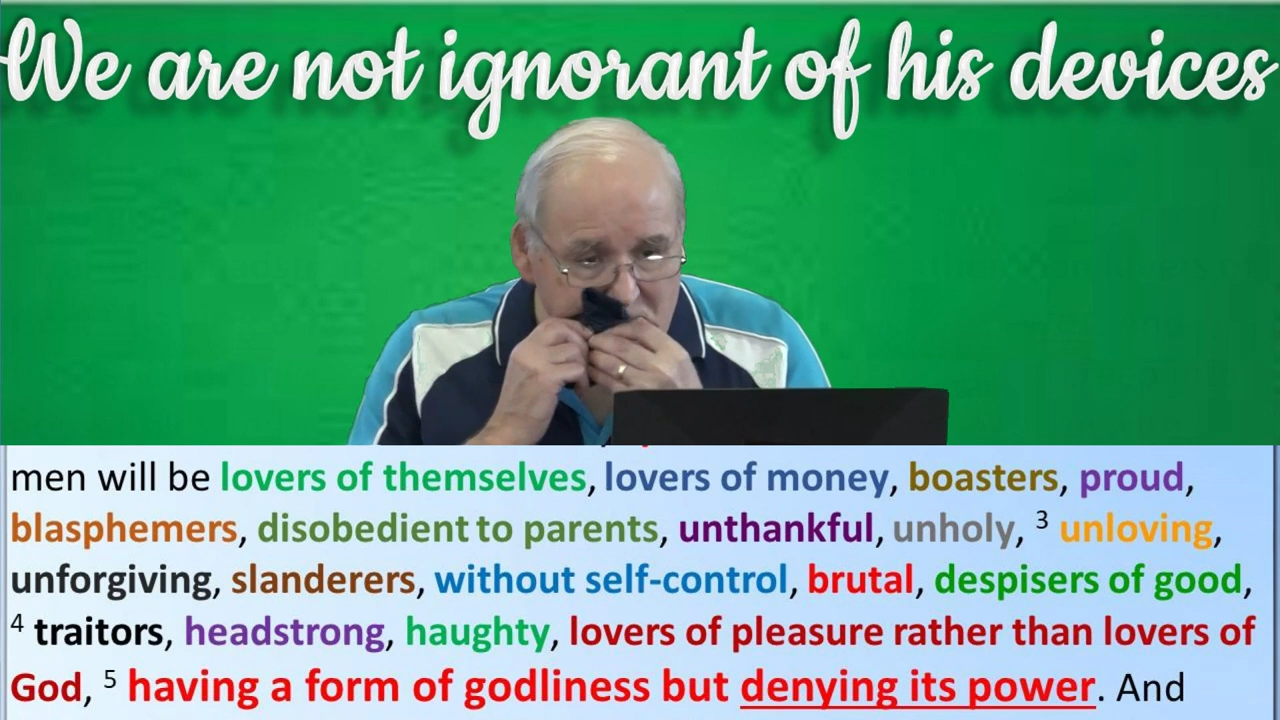 We are not ignorant of his devices
men will be lovers of themselves, lovers of money, boasters, proud,
blasphemers, disobedient to parents, unthankful, unholy, 3 unloving,
unforgiving, slanderers, without self-control, brutal, despisers of good,
4 traitors, headstrong, haughty, lovers of pleasure rather than lovers of
God, 5 having a form of godliness but denying its power. And